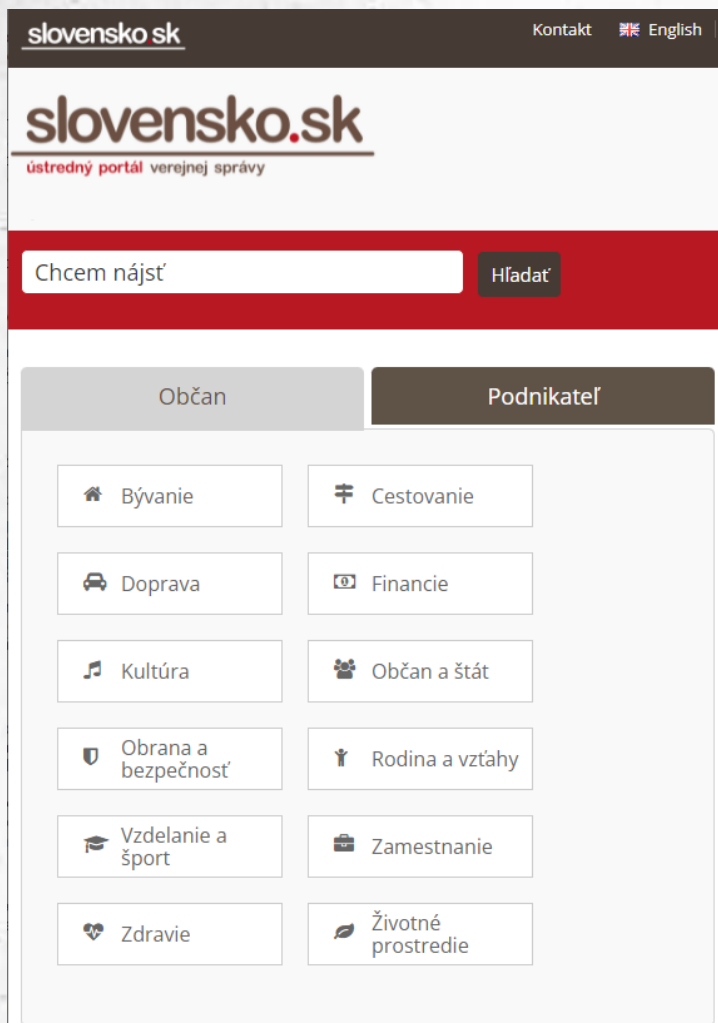 slovensko.sk
Kontakt English
slovensko.sk
ústredný portál verejnej správy
Chcem nájsť Hľadať
Občan Podnikateľ
Bývanie Cestovanie
Doprava Financie
Kultúra Občan a štát
Obrana a
bezpečnosť
Rodina a vzťahy
Vzdelanie a
šport
Zamestnanie
Zdravie
Životné
prostredie